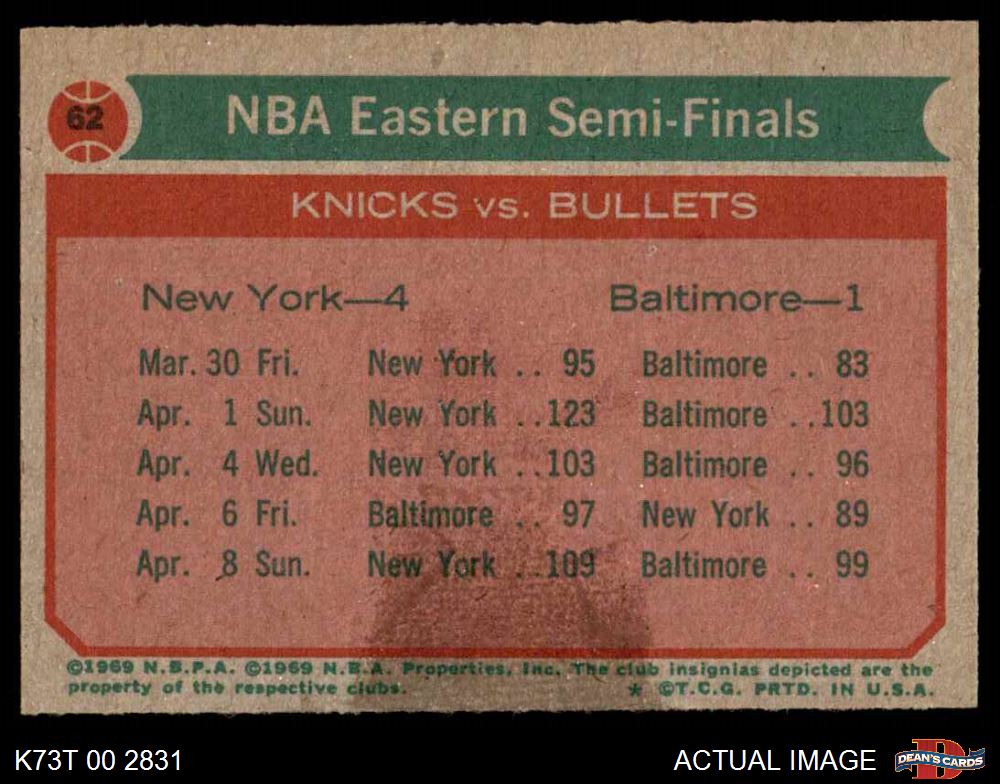 62
NBA Eastern Semi-Finals
KNICKS vs. BULLETS
New York—4 Baltimore—1
Mar. 30 Fri. New York .. 95 Baltimore .. 83
Apr. 1 Sun. New York ..123 Baltimore ..103
Apr. 4 Wed. New York ..103 Baltimore .. 96
Apr. 6 Fri. Baltimore .. 97 New York .. 89
Apr. 8 Sun. New York ..109 Baltimore .. 99
©1969 N.B.P.A. ©1969 N.B.A. Properties, Inc. The club insignias depicted are the
property of the respective clubs. * ©T.C.G. PRTD. IN U.S.A.
K73T 00 2831 ACTUAL IMAGE D DEAN'S CARDS